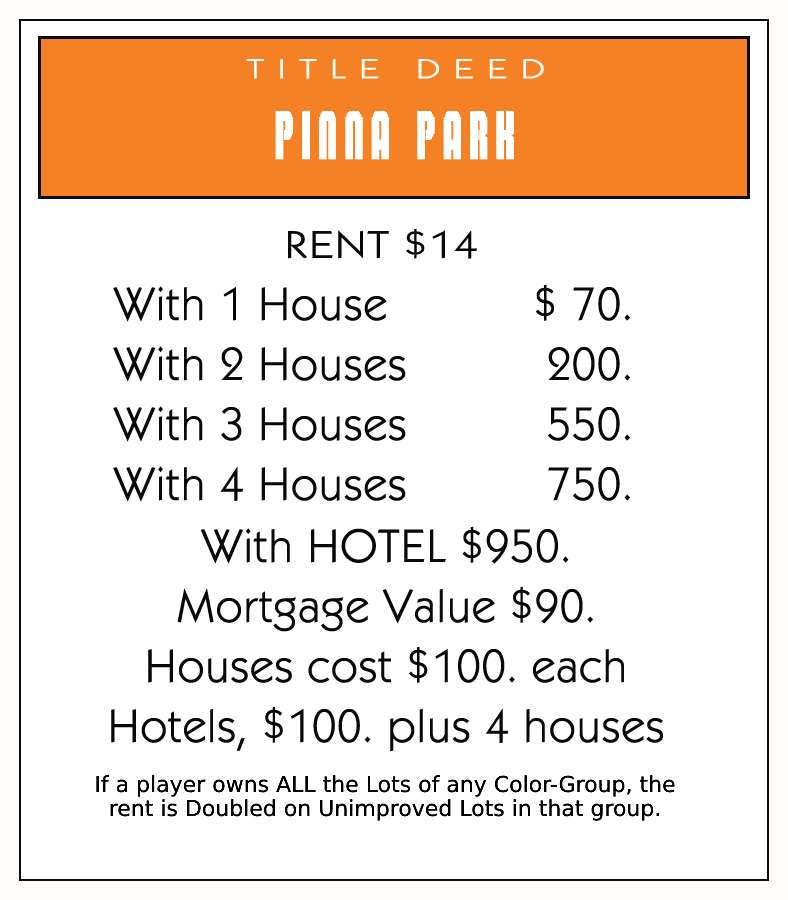 TITLE DEED
PINNA PARK
RENT $14
With 1 House $ 70.
With 2 Houses 200.
With 3 Houses 550.
With 4 Houses 750.
With HOTEL $950.
Mortgage Value $90.
Houses cost $100. each
Hotels, $100. plus 4 houses
If a player owns ALL the Lots of any Color-Group, the
rent is Doubled on Unimproved Lots in that group.